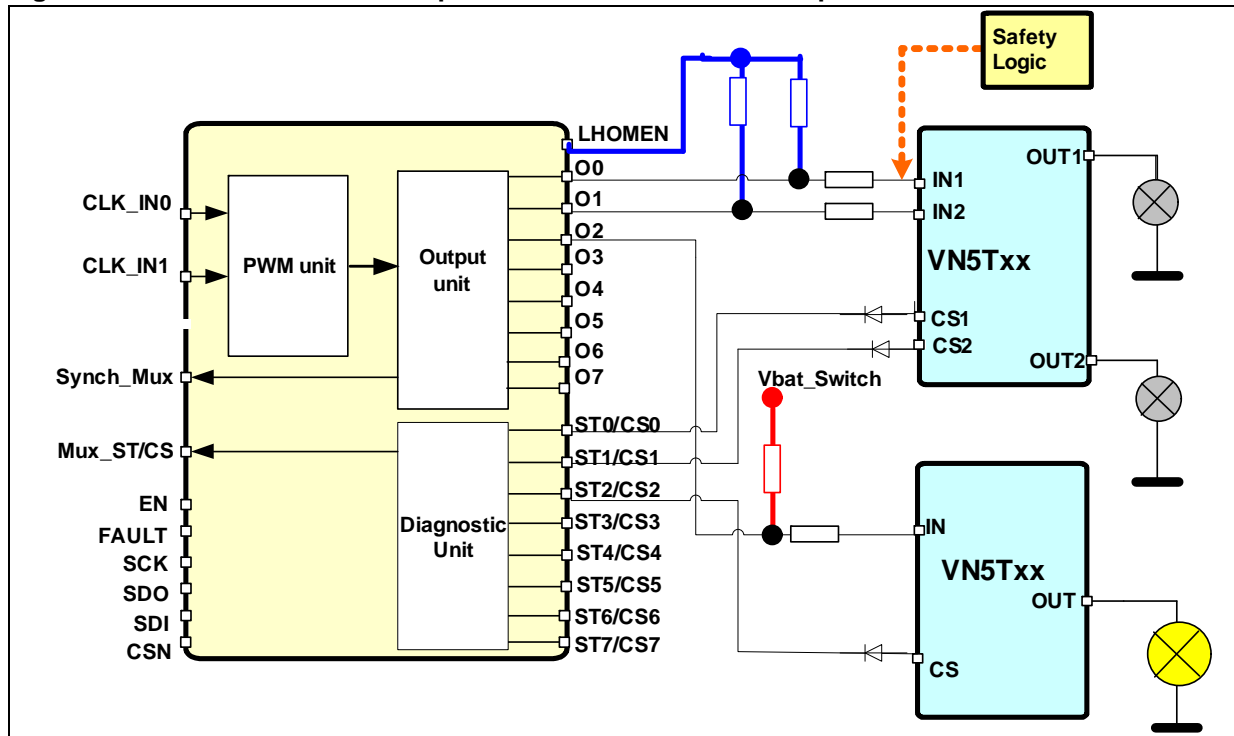 Safety
Logic
LHOMEN
O0
O1
O2
O3
O4
O5
O6
O7
CLK_IN0
CLK_IN1
PWM unit
Output
unit
Synch_Mux
Mux_ST/CS
EN
FAULT
SCK
SDO
SDI
CSN
Diagnostic
Unit
ST0/CS0
ST1/CS1
ST2/CS2
ST3/CS3
ST4/CS4
ST5/CS5
ST6/CS6
ST7/CS7
IN1
IN2
VN5Txx
CS1
CS2
OUT1
OUT2
Vbat_Switch
IN
VN5Txx
OUT
CS